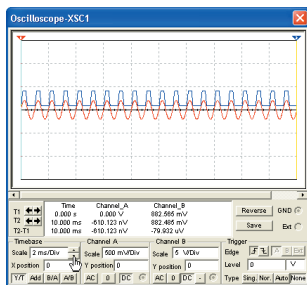 Oscilloscope-XSC1
Time Channel_A Channel_B
T1 0.000 s 0.000 V 882.565 mV
T2 10.000 ms -610.123 nV 882.485 mV
T2-T1 10.000 ms -610.123 nV -79.932 uV
Reverse
Save
GND
Ext
Timebase
Scale 2 ms/Div
X position 0
Y/T Add B/A A/B
Channel A
Scale 500 mV/Div
Y position 0
AC 0 DC
Channel B
Scale 5 V/Div
Y position 0
AC 0 DC -
Trigger
Edge A B Ext
Level 0 V
Type Sing. Nor. Auto None